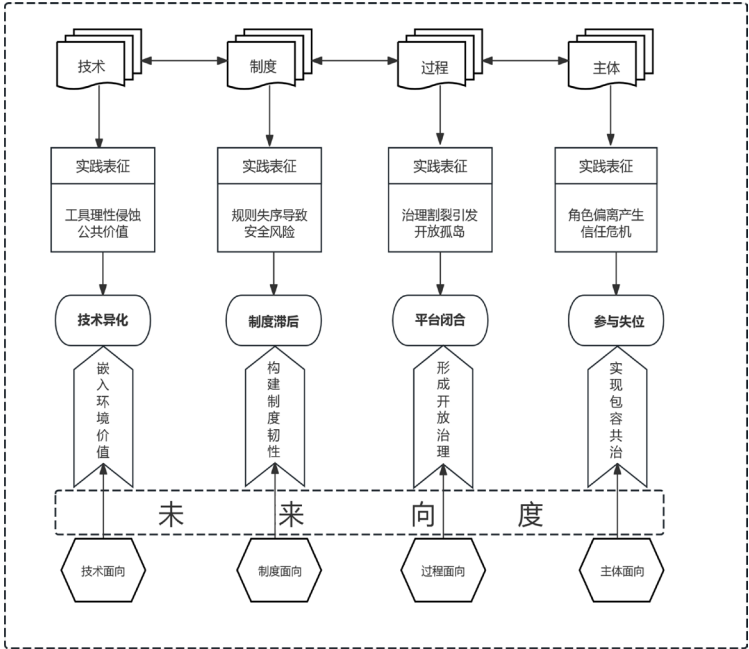 技术
制度
过程
主体
实践表征
实践表征
实践表征
实践表征
工具理性侵蚀
公共价值
规则失序导致
安全风险
治理割裂引发
开放孤岛
角色偏离产生
信任危机
技术异化
制度滞后
平台闭合
参与失位
嵌入环境价值
构建制度韧性
形成开放治理
实现包容共治
未来向度
技术面向
制度面向
过程面向
主体面向